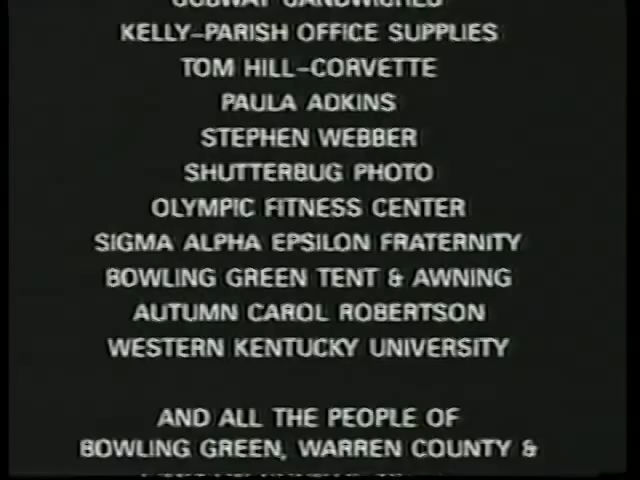 SUBWAY SANDWICHES
KELLY-PARISH OFFICE SUPPLIES
TOM HILL-CORVETTE
PAULA ADKINS
STEPHEN WEBBER
SHUTTERBUG PHOTO
OLYMPIC FITNESS CENTER
SIGMA ALPHA EPSILON FRATERNITY
BOWLING GREEN TENT & AWNING
AUTUMN CAROL ROBERTSON
WESTERN KENTUCKY UNIVERSITY
AND ALL THE PEOPLE OF
BOWLING GREEN, WARREN COUNTY &